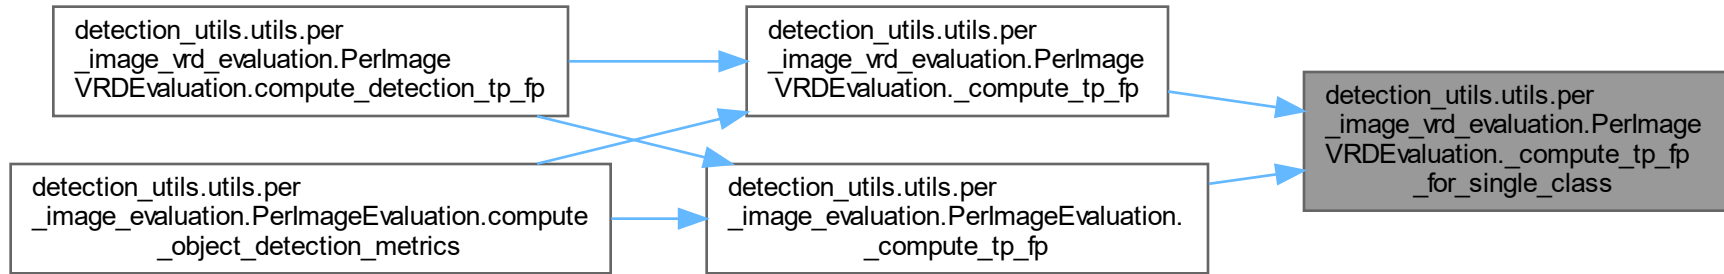 detection_utils.utils.per
_image_vrd_evaluation.PerImage
VRDEvaluation.compute_detection_tp_fp
detection_utils.utils.per
_image_evaluation.PerImageEvaluation.compute
_object_detection_metrics
detection_utils.utils.per
_image_vrd_evaluation.PerImage
VRDEvaluation._compute_tp_fp
detection_utils.utils.per
_image_evaluation.PerImageEvaluation.
_compute_tp_fp
detection_utils.utils.per
_image_vrd_evaluation.PerImage
VRDEvaluation._compute_tp_fp
_for_single_class